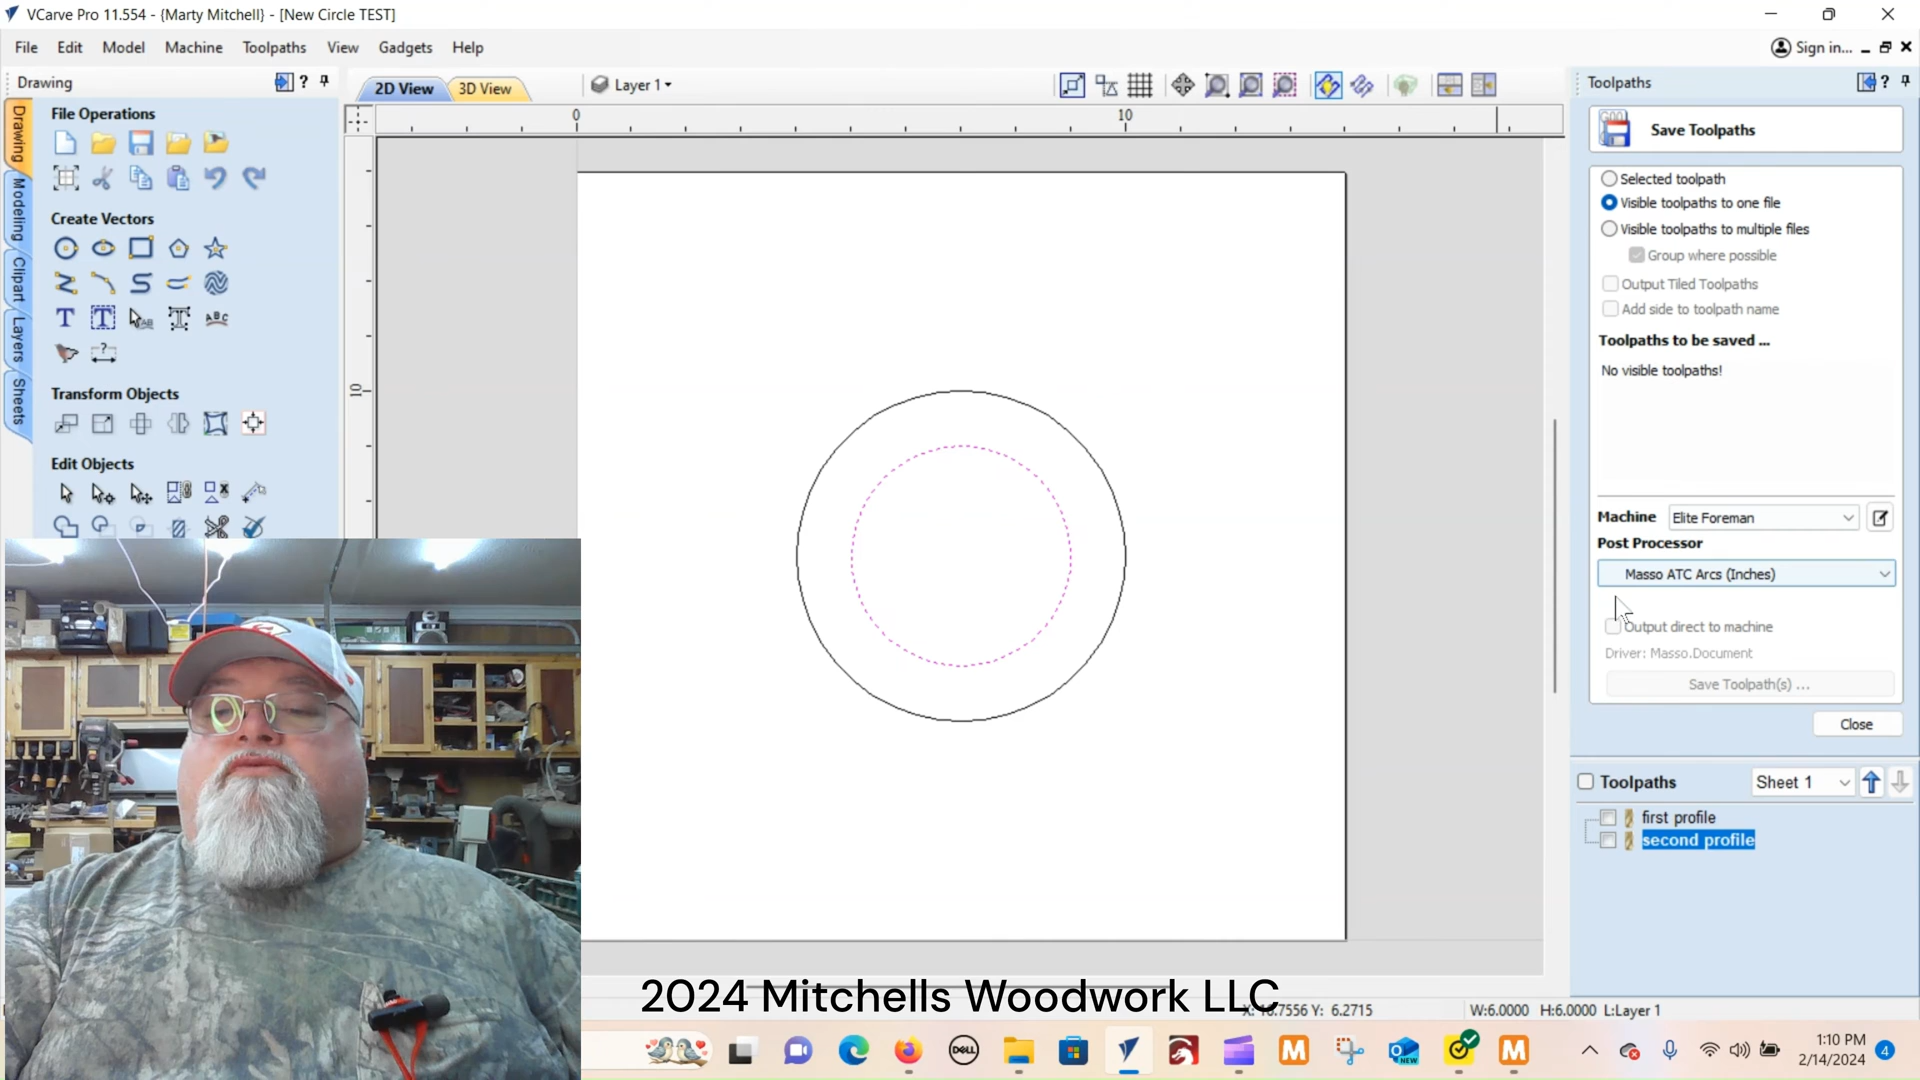 VCarve Pro 11.554 - {Marty Mitchell} - [New Circle TEST]
File Edit Model Machine Toolpaths View Gadgets Help
Sign in...
Drawing
2D View 3D View
Layer 1
Toolpaths
Drawing
Modeling
Clipart
Layers
Sheets
File Operations
Create Vectors
Transform Objects
Edit Objects
0 10
10
Save Toolpaths
Selected toolpath
Visible toolpaths to one file
Visible toolpaths to multiple files
Group where possible
Output Tiled Toolpaths
Add side to toolpath name
Toolpaths to be saved ...
No visible toolpaths!
Machine Elite Foreman
Post Processor
Masso ATC Arcs (Inches)
Output direct to machine
Driver: Masso.Document
Save Toolpath(s) ...
Close
Toolpaths Sheet 1
first profile
second profile
2024 Mitchells Woodwork LLC
Y: 6.2715
W:6.0000 H:6.0000 L:Layer 1
DELL
NEW
1:10 PM
2/14/2024
4